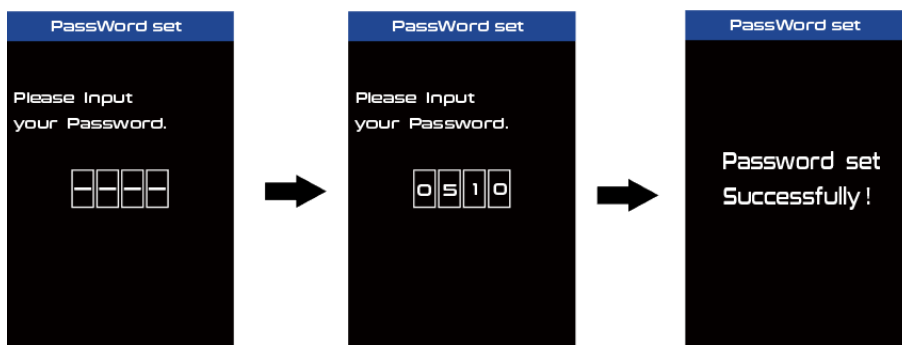 PassWord set
Please Input
your Password.
----
PassWord set
Please Input
your Password.
0510
PassWord set
Password set
Successfully!